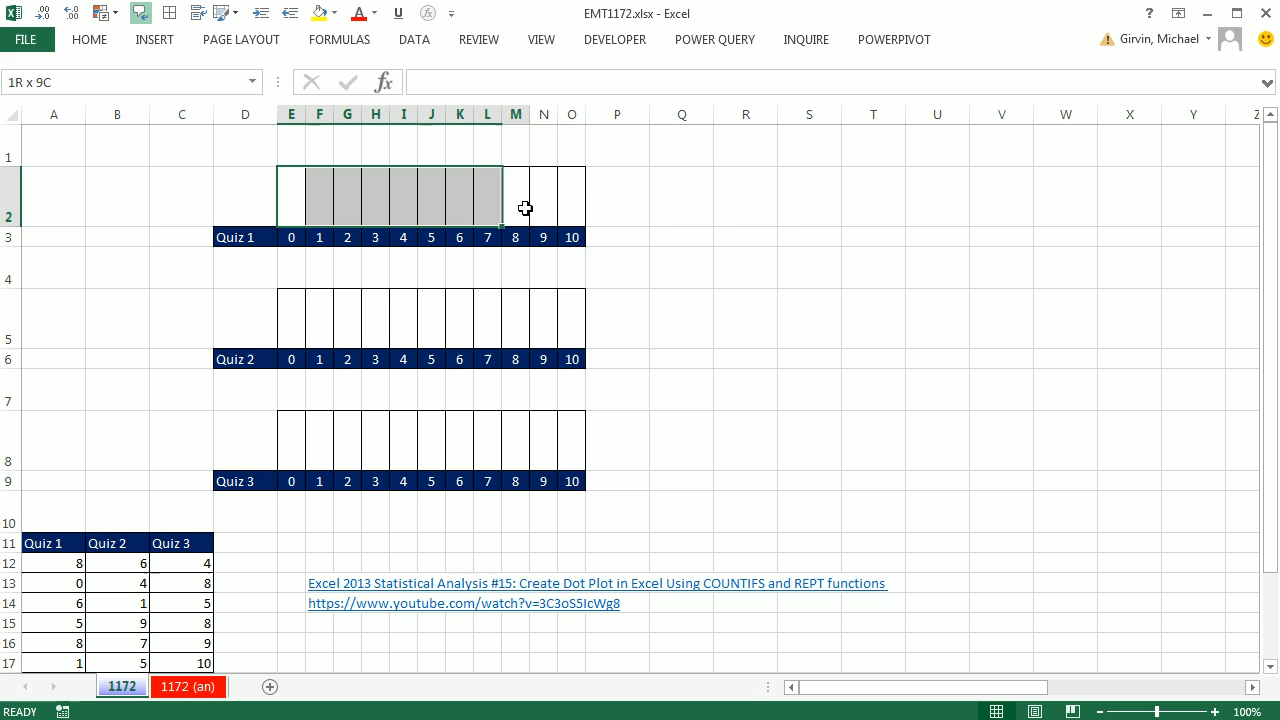 EMT1172.xlsx - Excel
FILE HOME INSERT PAGE LAYOUT FORMULAS DATA REVIEW VIEW DEVELOPER POWER QUERY INQUIRE POWERPIVOT Girvin, Michael
1R x 9C fx
A B C D E F G H I J K L M N O P Q R S T U V W X Y Z
1
2
3 Quiz 1 0 1 2 3 4 5 6 7 8 9 10
4
5
6 Quiz 2 0 1 2 3 4 5 6 7 8 9 10
7
8
9 Quiz 3 0 1 2 3 4 5 6 7 8 9 10
10
11 Quiz 1 Quiz 2 Quiz 3
12 8 6 4
13 0 4 8 Excel 2013 Statistical Analysis #15: Create Dot Plot in Excel Using COUNTIFS and REPT functions
14 6 1 5 https://www.youtube.com/watch?v=3C3oS5IcWg8
15 5 9 8
16 8 7 9
17 1 5 10
1172 1172 (an)
READY 100%